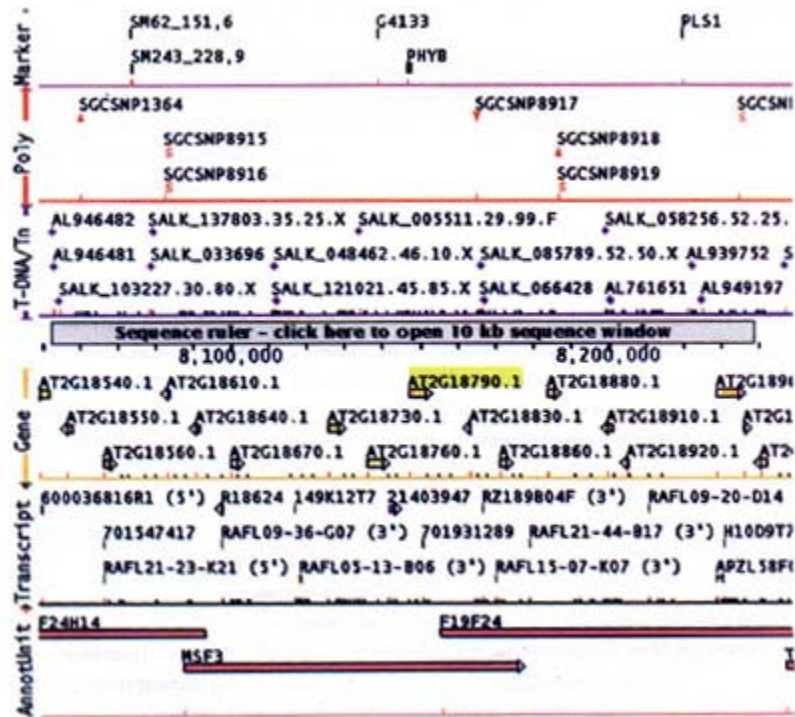 SM62_151,6 G4133 PLS1
SM243_228,9 PHYB
Marker
SGCSNP1364 SGCSNP8917
SGCSNP8915 SGCSNP8918
SGCSNP8916 SGCSNP8919
Poly
AL946482 SALK_137803.35.25.X SALK_005511.29.99.F SALK_058256.52.25.
AL946481 SALK_033696 SALK_048462.46.10.X SALK_085789.52.50.X AL939752 S
SALK_103227.30.80.X SALK_121021.45.85.X SALK_066428 AL761651 AL949197
T-DNA/Tn
Sequence ruler - click here to open 10 kb sequence window
8,100,000 8,200,000
AT2G18540.1 AT2G18610.1 AT2G18790.1 AT2G18880.1
AT2G18550.1 AT2G18640.1 AT2G18730.1 AT2G18830.1 AT2G18910.1 AT2G1
AT2G18560.1 AT2G18670.1 AT2G18760.1 AT2G18860.1 AT2G18920.1
Gene
600036816R1 (5') R18624 149K12T7 21403947 RZ189B04F (3') RAFL09-20-D14
701547417 RAFL09-36-G07 (3') 701931289 RAFL21-44-B17 (3') H10D9T7
RAFL21-23-K21 (5') RAFL05-13-B06 (3') RAFL15-07-K07 (3')
Transcript
F24H14 F19F24
MSF3 T
AnnotUnit